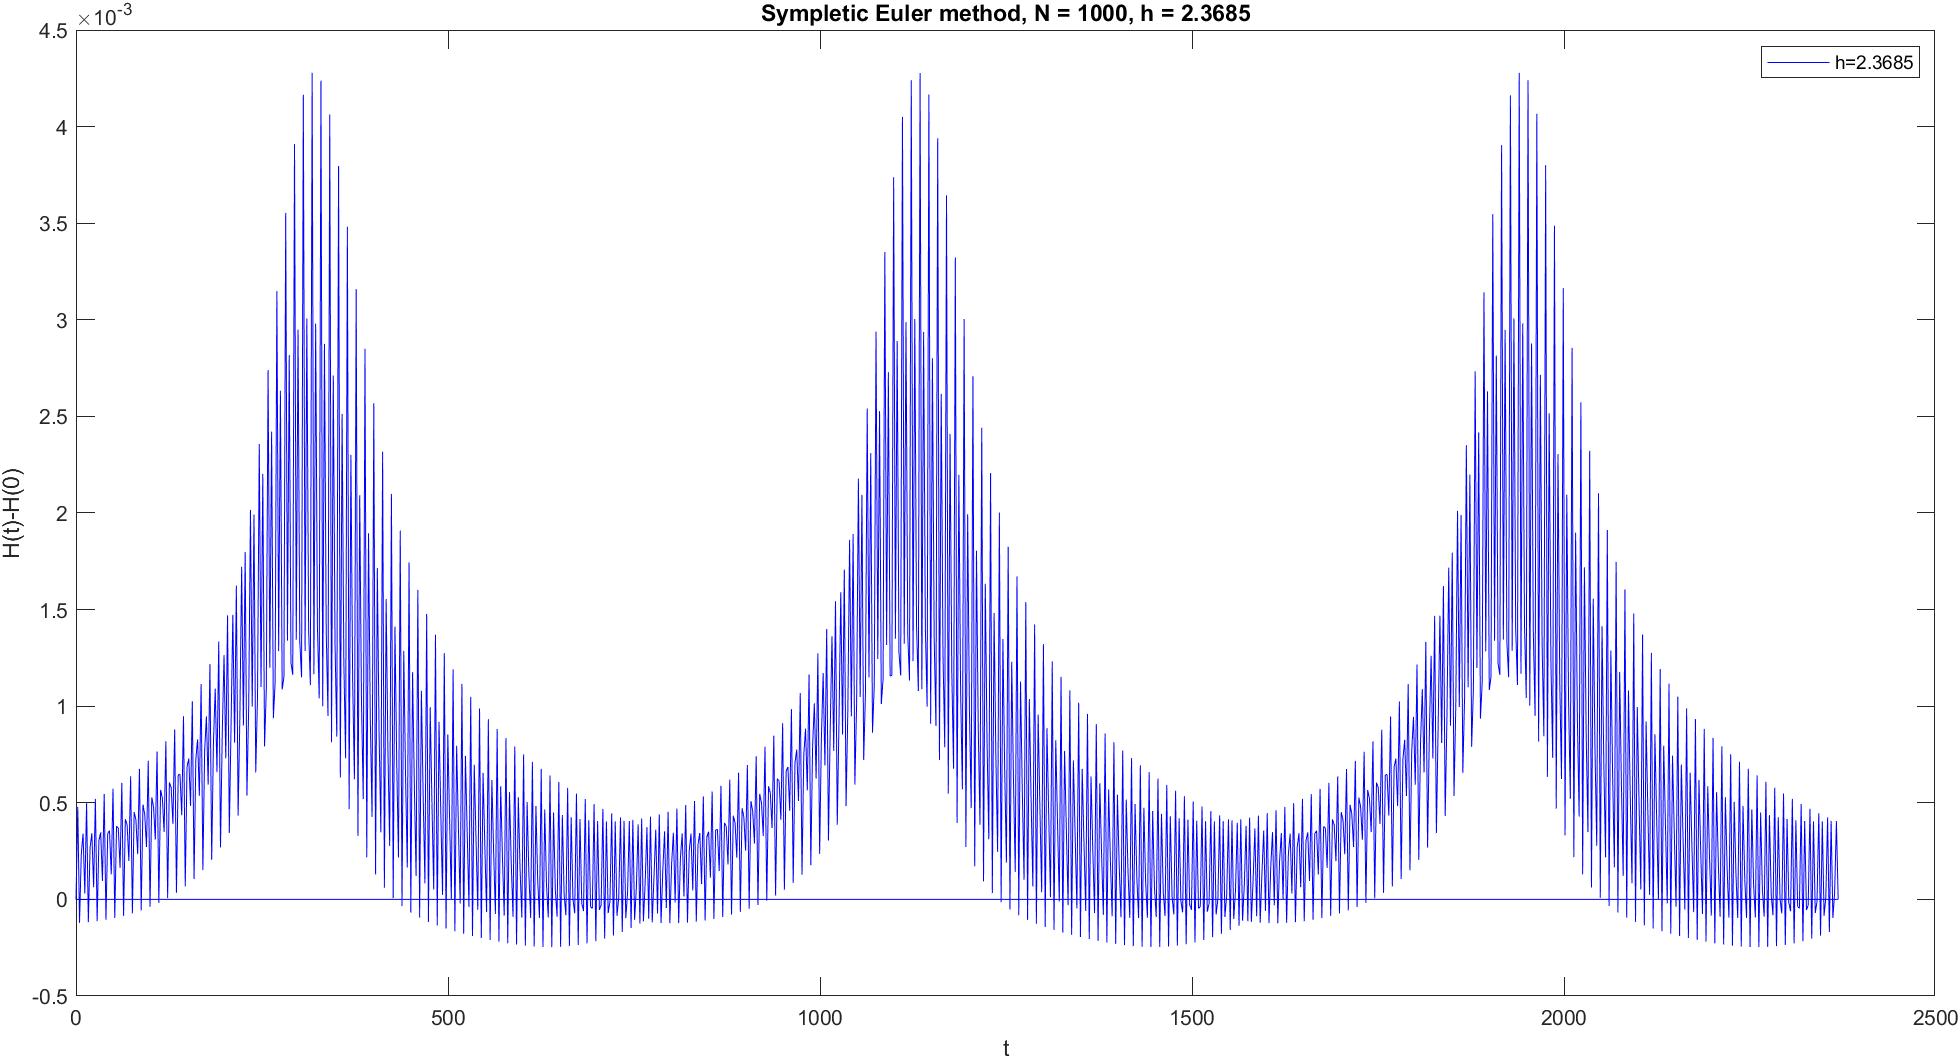 Sympletic Euler method, N = 1000, h = 2.3685
×10⁻³
h=2.3685
4.5
4
3.5
3
2.5
2
1.5
1
0.5
0
-0.5
H(t)-H(0)
0 500 1000 1500 2000 2500
t